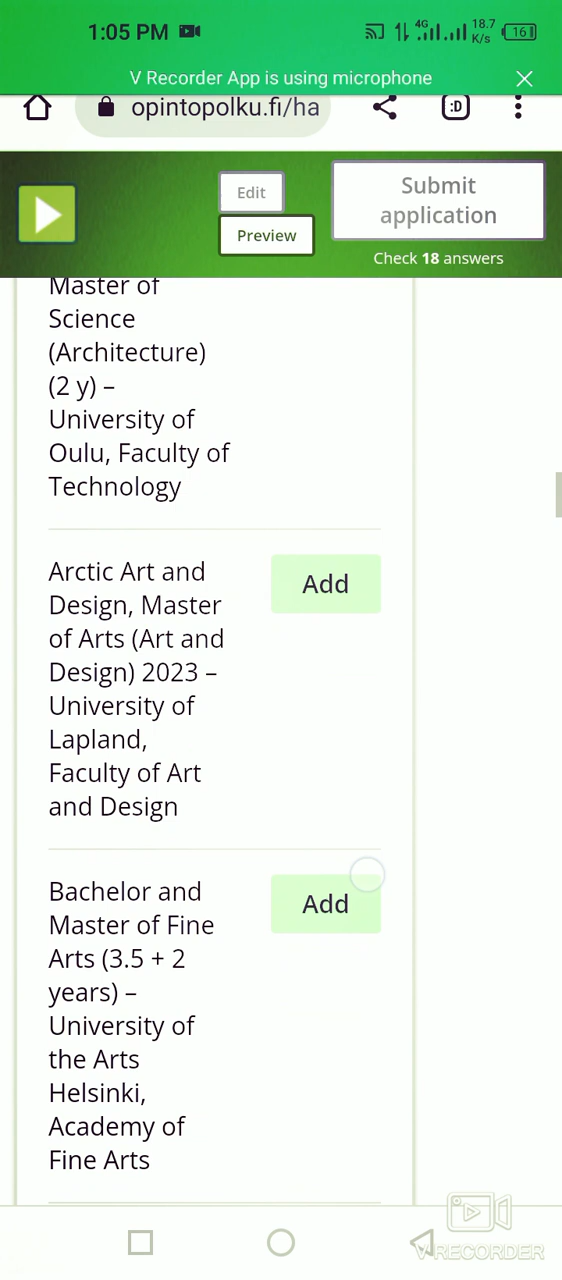 1:05 PM
4G 18.7 K/s 16
V Recorder App is using microphone
opintopolku.fi/ha
:D
Edit
Preview
Submit
application
Check 18 answers
Master of
Science
(Architecture)
(2 y) –
University of
Oulu, Faculty of
Technology
Arctic Art and
Design, Master
of Arts (Art and
Design) 2023 –
University of
Lapland,
Faculty of Art
and Design
Add
Bachelor and
Master of Fine
Arts (3.5 + 2
years) –
University of
the Arts
Helsinki,
Academy of
Fine Arts
Add
VRECORDER